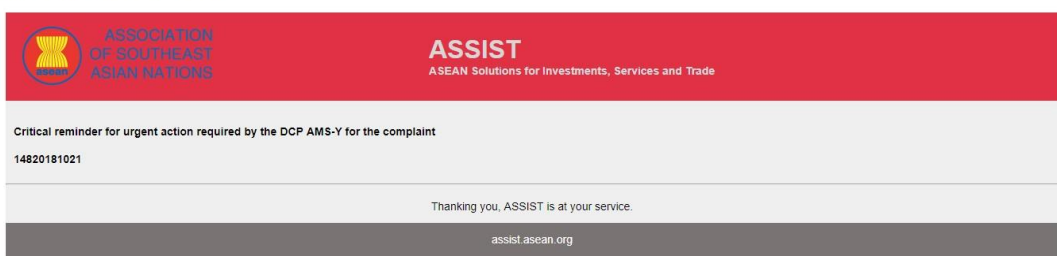 ASSOCIATION
OF SOUTHEAST
ASIAN NATIONS
asean
ASSIST
ASEAN Solutions for Investments, Services and Trade
Critical reminder for urgent action required by the DCP AMS-Y for the complaint
14820181021
Thanking you, ASSIST is at your service.
assist.asean.org